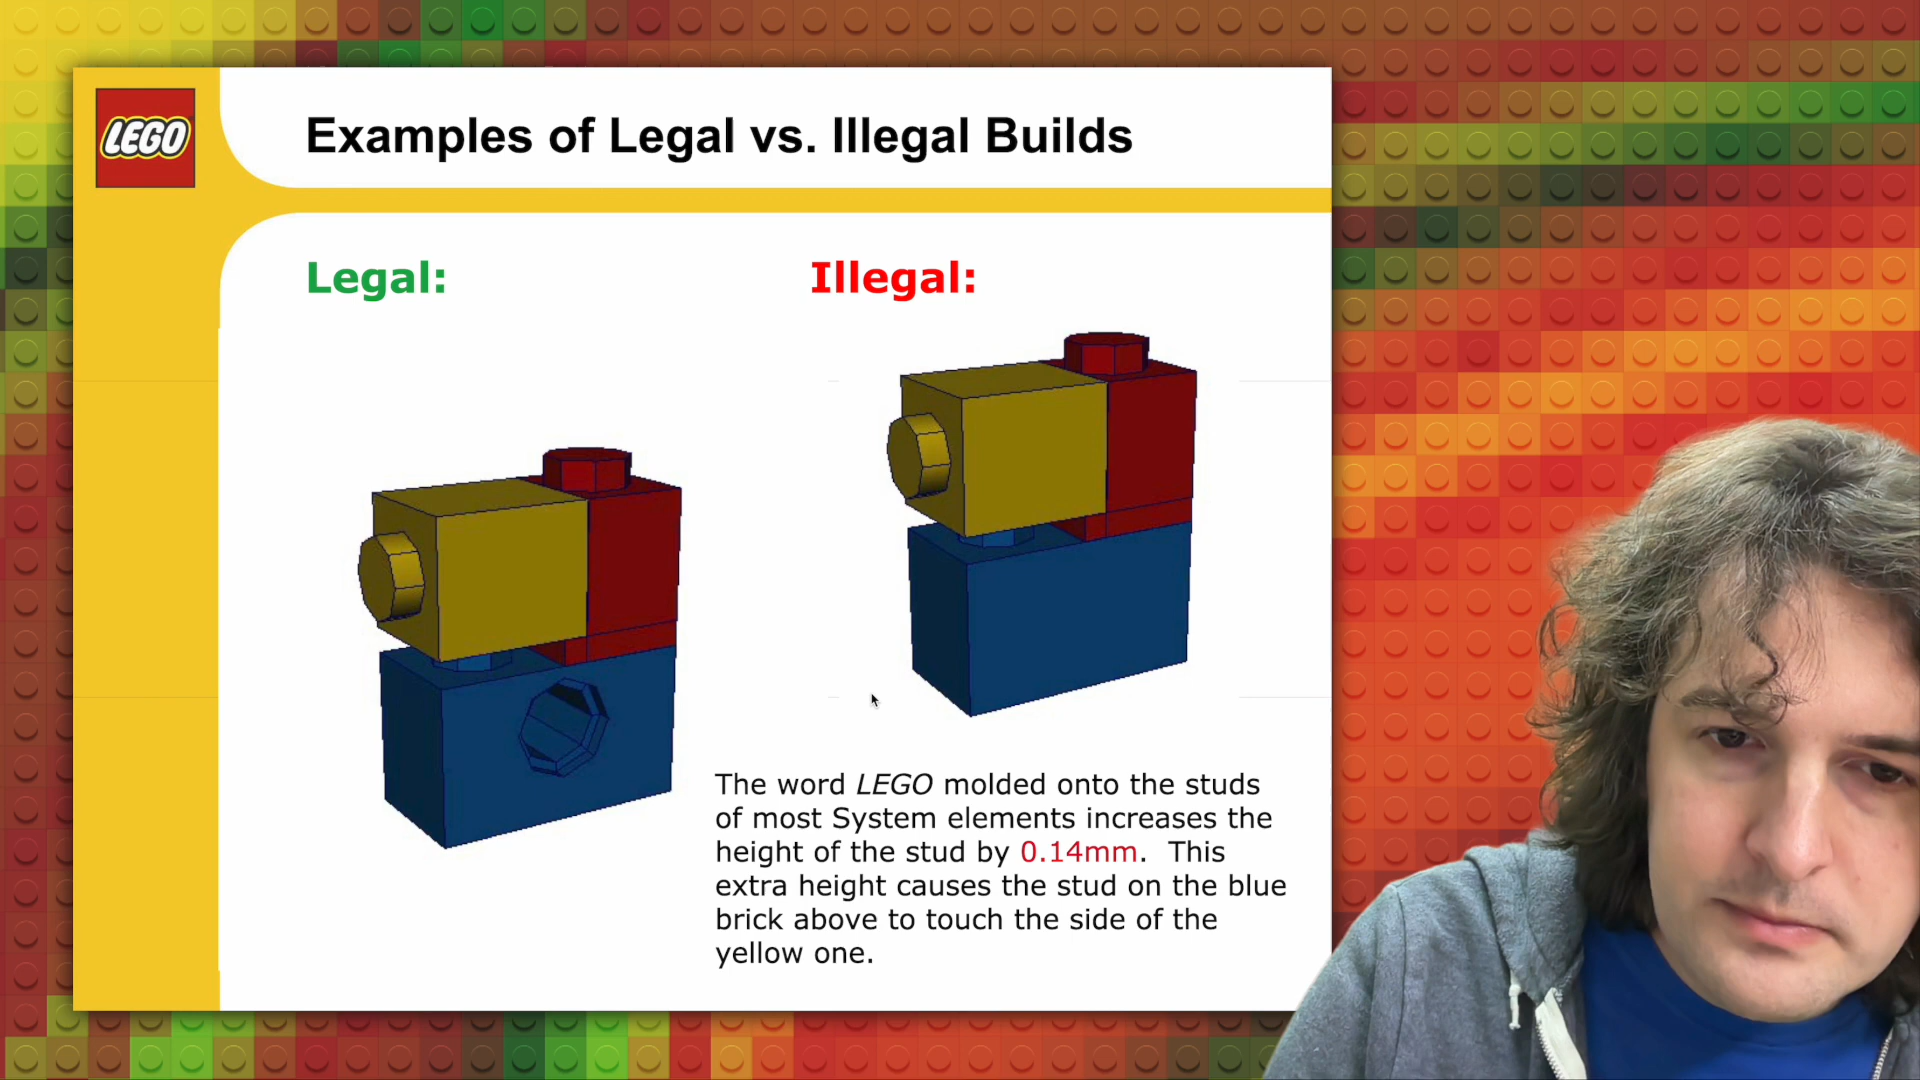 LEGO
Examples of Legal vs. Illegal Builds
Legal:
Illegal:
The word LEGO molded onto the studs
of most System elements increases the
height of the stud by 0.14mm.  This
extra height causes the stud on the blue
brick above to touch the side of the
yellow one.